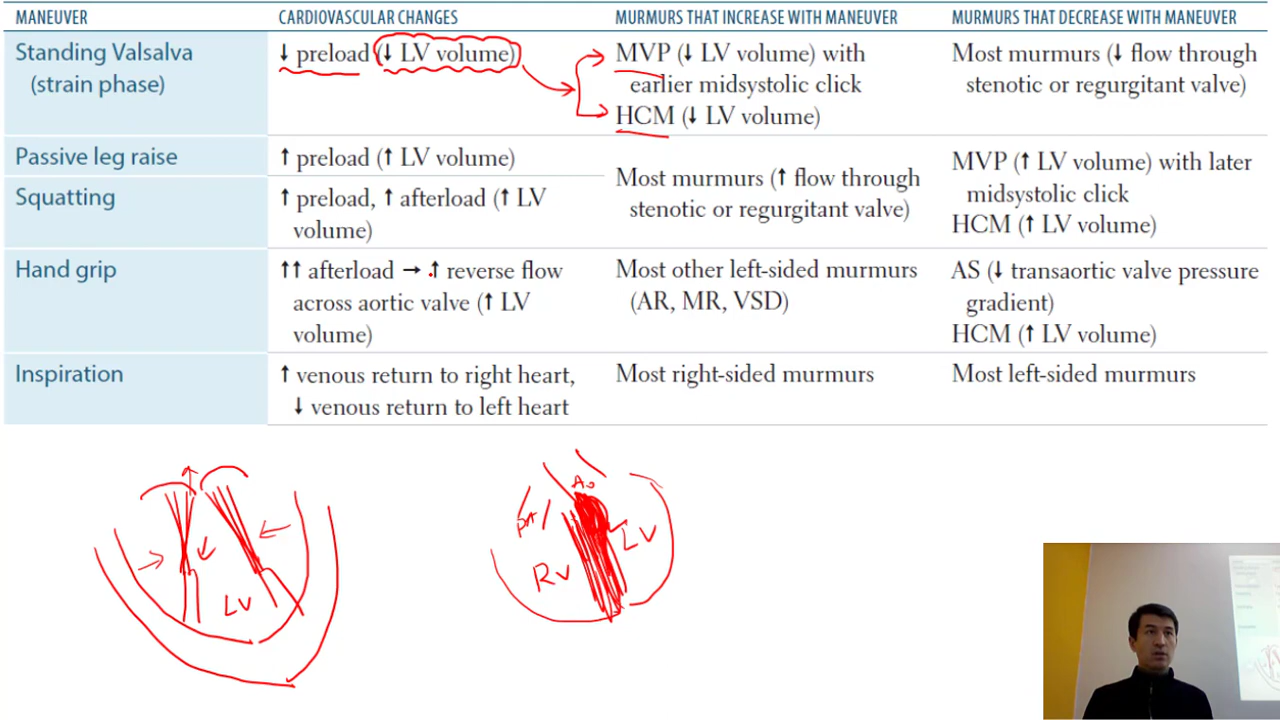 MANEUVER CARDIOVASCULAR CHANGES MURMURS THAT INCREASE WITH MANEUVER MURMURS THAT DECREASE WITH MANEUVER
Standing Valsalva
(strain phase)
↓ preload (↓ LV volume)
MVP (↓ LV volume) with
earlier midsystolic click
HCM (↓ LV volume)
Most murmurs (↓ flow through
stenotic or regurgitant valve)
Passive leg raise
↑ preload (↑ LV volume)
Squatting
↑ preload, ↑ afterload (↑ LV
volume)
Most murmurs (↑ flow through
stenotic or regurgitant valve)
MVP (↑ LV volume) with later
midsystolic click
HCM (↑ LV volume)
Hand grip
↑↑ afterload → ↑ reverse flow
across aortic valve (↑ LV
volume)
Most other left-sided murmurs
(AR, MR, VSD)
AS (↓ transaortic valve pressure
gradient)
HCM (↑ LV volume)
Inspiration
↑ venous return to right heart,
↓ venous return to left heart
Most right-sided murmurs
Most left-sided murmurs
LV
Ao
PA
RV
LV